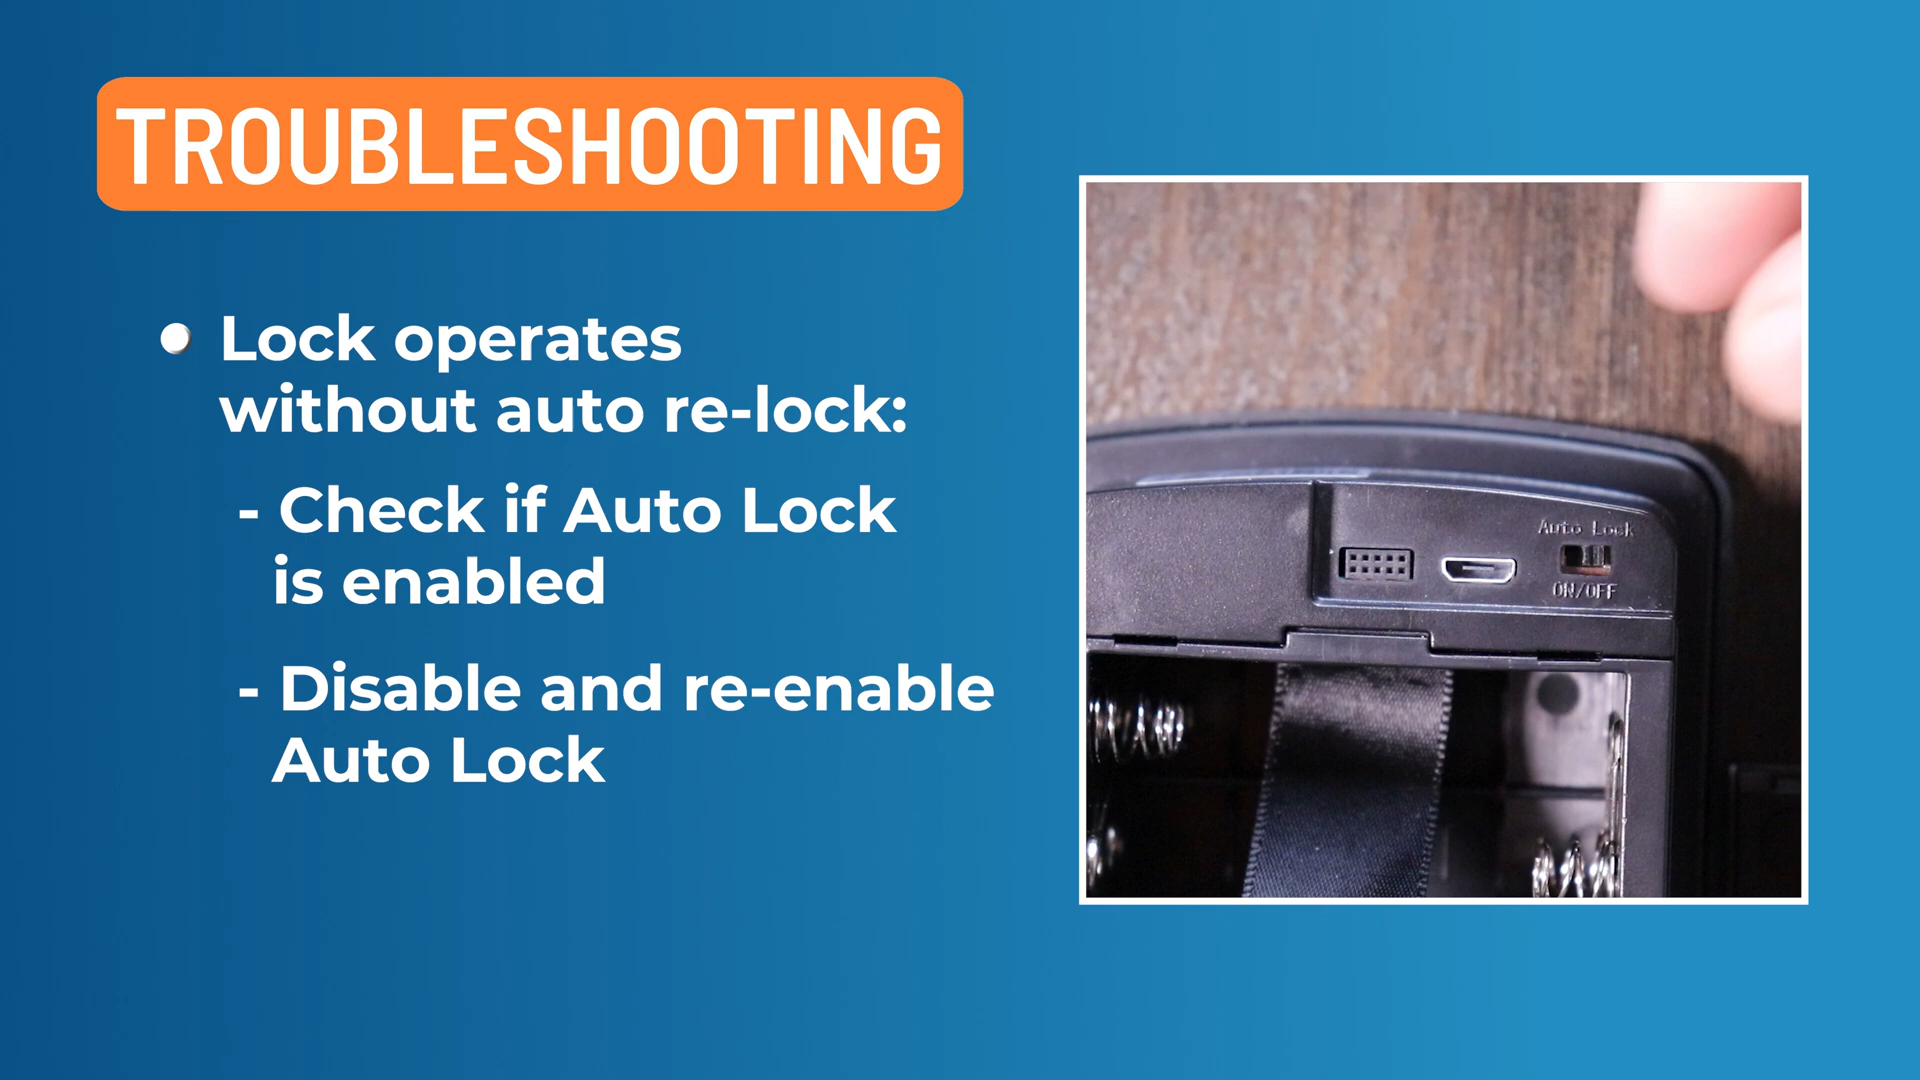 TROUBLESHOOTING
Lock operates
without auto re-lock:
- Check if Auto Lock
is enabled
- Disable and re-enable
Auto Lock
Auto Lock
ON/OFF